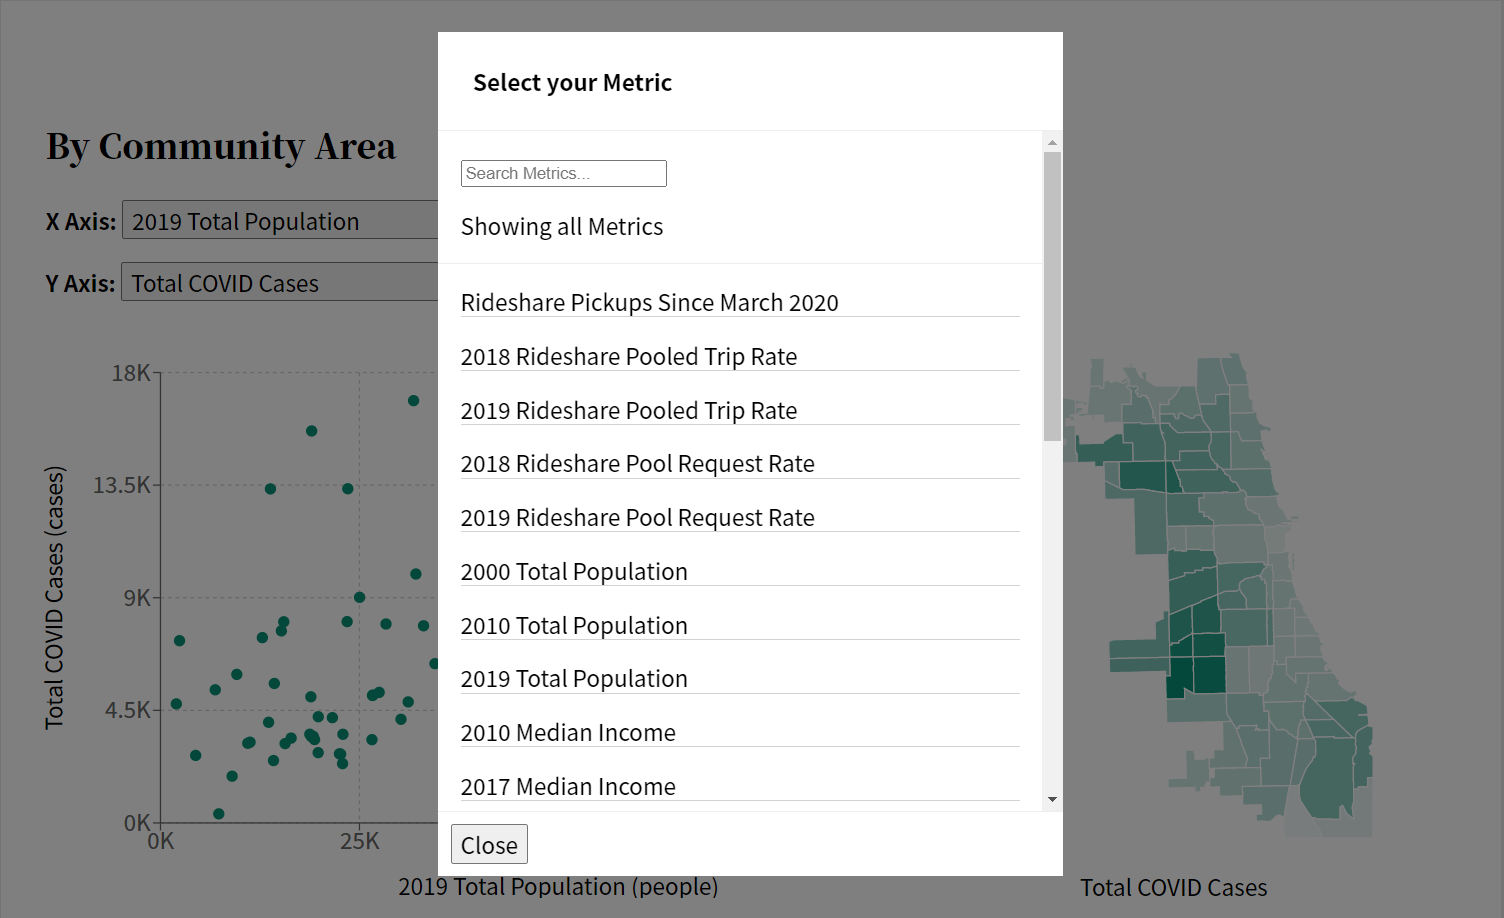 Select your Metric
By Community Area
X Axis: 2019 Total Population
Y Axis: Total COVID Cases
Search Metrics...
Showing all Metrics
Rideshare Pickups Since March 2020
2018 Rideshare Pooled Trip Rate
2019 Rideshare Pooled Trip Rate
2018 Rideshare Pool Request Rate
2019 Rideshare Pool Request Rate
2000 Total Population
2010 Total Population
2019 Total Population
2010 Median Income
2017 Median Income
Close
Total COVID Cases (cases)
18K
13.5K
9K
4.5K
0K
0K 25K
2019 Total Population (people)
Total COVID Cases